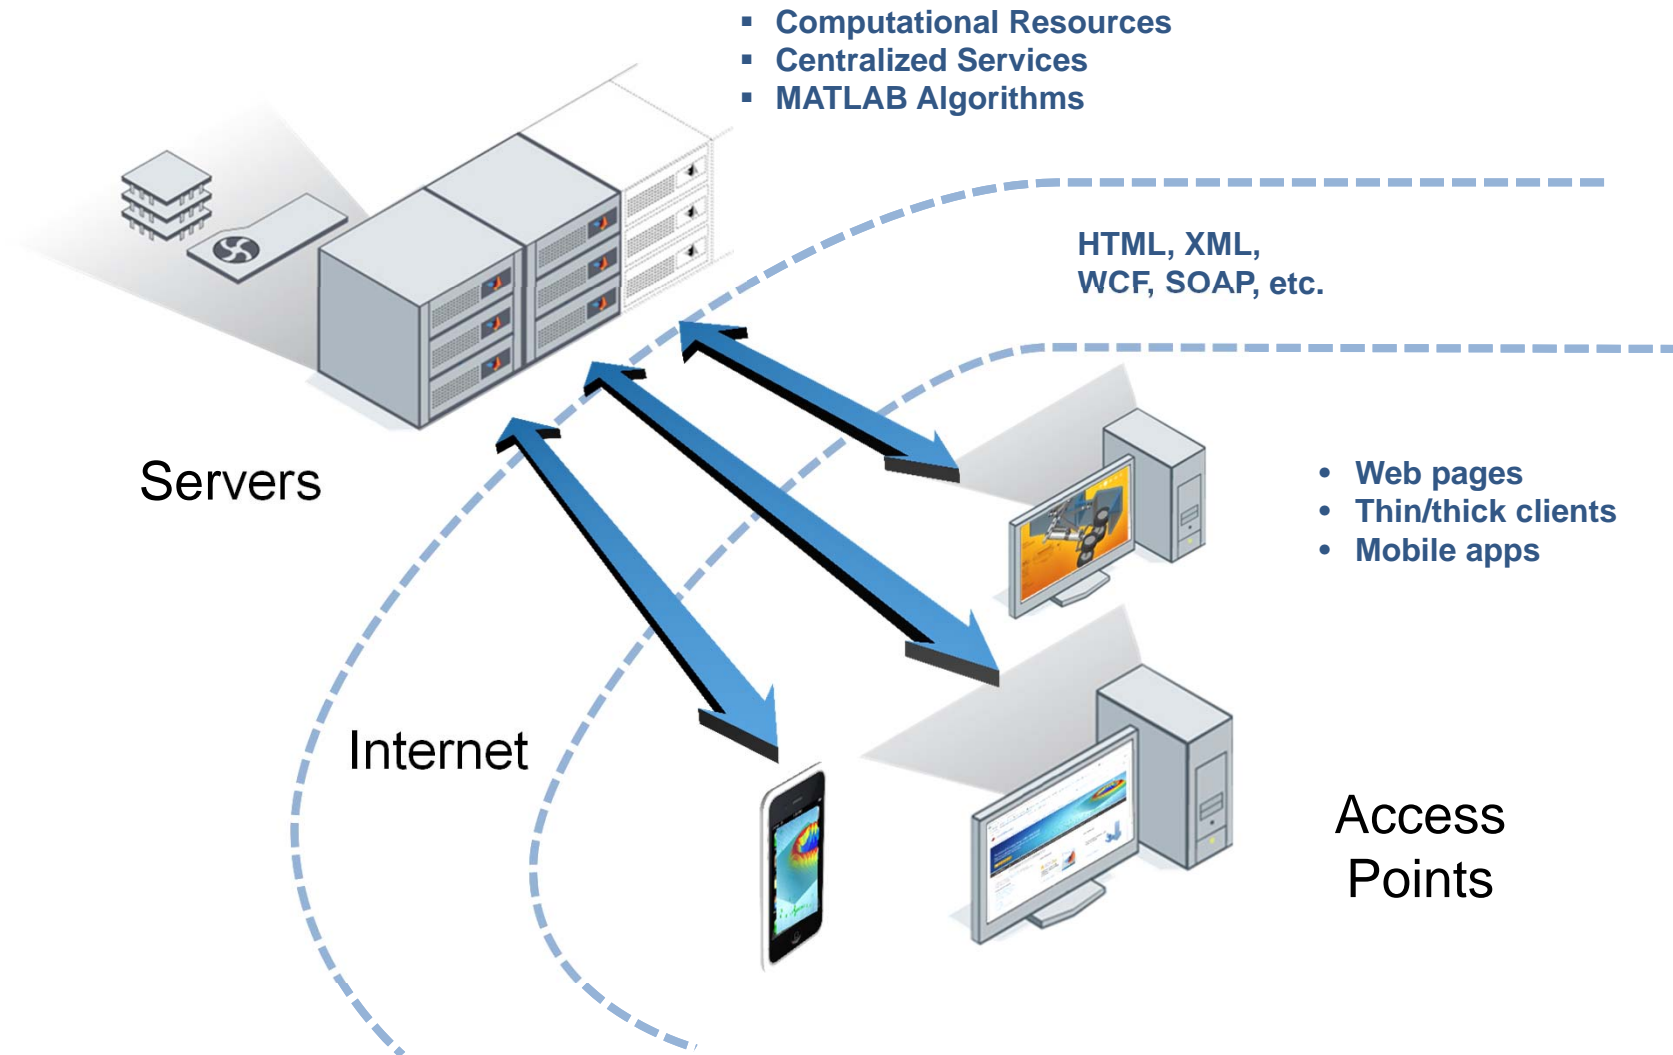 Computational Resources
Centralized Services
MATLAB Algorithms
HTML, XML,
WCF, SOAP, etc.
Servers
Web pages
Thin/thick clients
Mobile apps
Internet
Access
Points